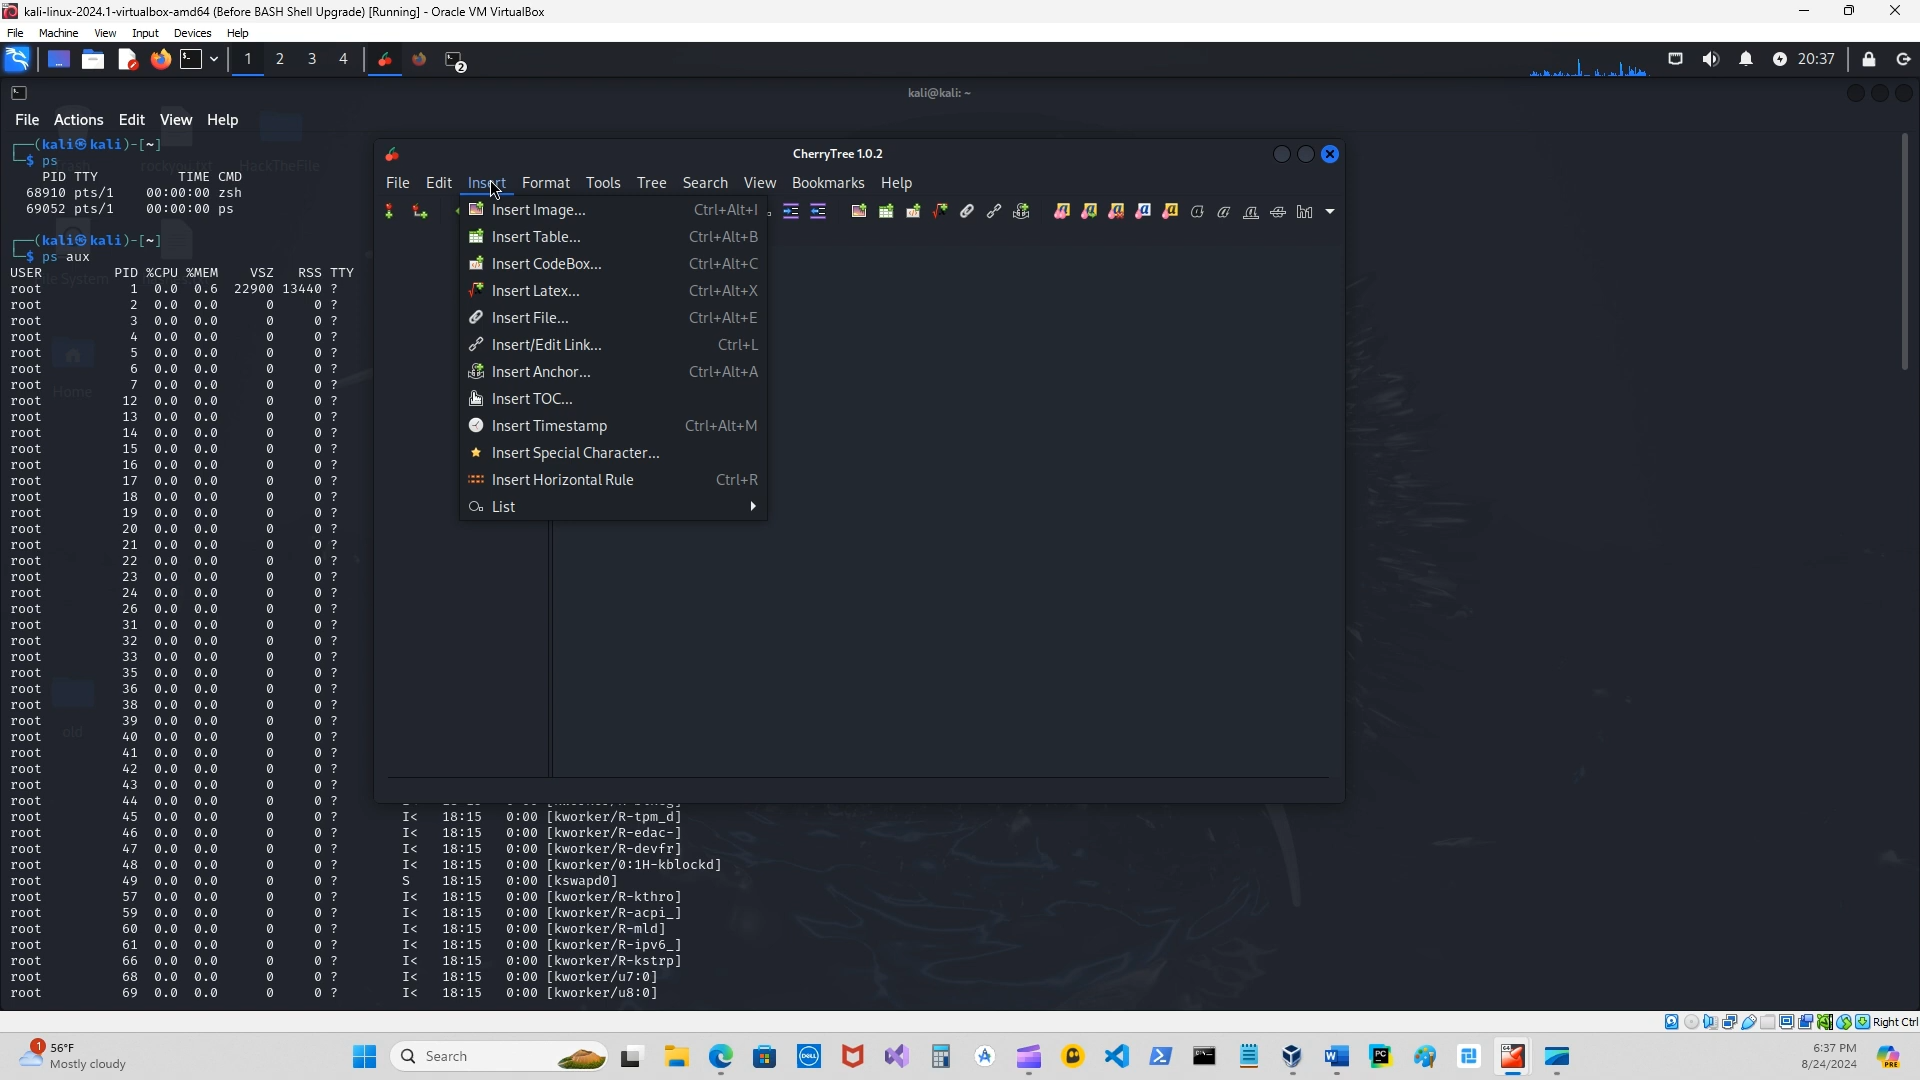 kali-linux-2024.1-virtualbox-amd64 (Before BASH Shell Upgrade) [Running] - Oracle VM VirtualBox
File Machine View Input Devices Help
1 2 3 4 2 20:37
kali@kali: ~
File Actions Edit View Help
┌──(kali㉿kali)-[~]
└─$ ps
PID TTY TIME CMD
68910 pts/1 00:00:00 zsh
69052 pts/1 00:00:00 ps
┌──(kali㉿kali)-[~]
└─$ ps aux
USER PID %CPU %MEM VSZ RSS TTY
root 1 0.0 0.6 22900 13440 ?
root 2 0.0 0.0 0 0 ?
root 3 0.0 0.0 0 0 ?
root 4 0.0 0.0 0 0 ?
root 5 0.0 0.0 0 0 ?
root 6 0.0 0.0 0 0 ?
root 7 0.0 0.0 0 0 ?
root 12 0.0 0.0 0 0 ?
root 13 0.0 0.0 0 0 ?
root 14 0.0 0.0 0 0 ?
root 15 0.0 0.0 0 0 ?
root 16 0.0 0.0 0 0 ?
root 17 0.0 0.0 0 0 ?
root 18 0.0 0.0 0 0 ?
root 19 0.0 0.0 0 0 ?
root 20 0.0 0.0 0 0 ?
root 21 0.0 0.0 0 0 ?
root 22 0.0 0.0 0 0 ?
root 23 0.0 0.0 0 0 ?
root 24 0.0 0.0 0 0 ?
root 26 0.0 0.0 0 0 ?
root 31 0.0 0.0 0 0 ?
root 32 0.0 0.0 0 0 ?
root 33 0.0 0.0 0 0 ?
root 35 0.0 0.0 0 0 ?
root 36 0.0 0.0 0 0 ?
root 38 0.0 0.0 0 0 ?
root 39 0.0 0.0 0 0 ?
root 40 0.0 0.0 0 0 ?
root 41 0.0 0.0 0 0 ?
root 42 0.0 0.0 0 0 ?
root 43 0.0 0.0 0 0 ?
root 44 0.0 0.0 0 0 ?
root 45 0.0 0.0 0 0 ? I< 18:15 0:00 [kworker/R-tpm_d]
root 46 0.0 0.0 0 0 ? I< 18:15 0:00 [kworker/R-edac-]
root 47 0.0 0.0 0 0 ? I< 18:15 0:00 [kworker/R-devfr]
root 48 0.0 0.0 0 0 ? I< 18:15 0:00 [kworker/0:1H-kblockd]
root 49 0.0 0.0 0 0 ? S 18:15 0:00 [kswapd0]
root 57 0.0 0.0 0 0 ? I< 18:15 0:00 [kworker/R-kthro]
root 59 0.0 0.0 0 0 ? I< 18:15 0:00 [kworker/R-acpi_]
root 60 0.0 0.0 0 0 ? I< 18:15 0:00 [kworker/R-mld]
root 61 0.0 0.0 0 0 ? I< 18:15 0:00 [kworker/R-ipv6_]
root 66 0.0 0.0 0 0 ? I< 18:15 0:00 [kworker/R-kstrp]
root 68 0.0 0.0 0 0 ? I< 18:15 0:00 [kworker/u7:0]
root 69 0.0 0.0 0 0 ? I< 18:15 0:00 [kworker/u8:0]
rockyou.txt HackTheFile
Home
old
CherryTree 1.0.2
File Edit Insert Format Tools Tree Search View Bookmarks Help
Insert Image... Ctrl+Alt+I
Insert Table... Ctrl+Alt+B
Insert CodeBox... Ctrl+Alt+C
Insert Latex... Ctrl+Alt+X
Insert File... Ctrl+Alt+E
Insert/Edit Link... Ctrl+L
Insert Anchor... Ctrl+Alt+A
Insert TOC...
Insert Timestamp Ctrl+Alt+M
Insert Special Character...
Insert Horizontal Rule Ctrl+R
List
Right Ctrl
1 56°F
Mostly cloudy
Search
6:37 PM
8/24/2024